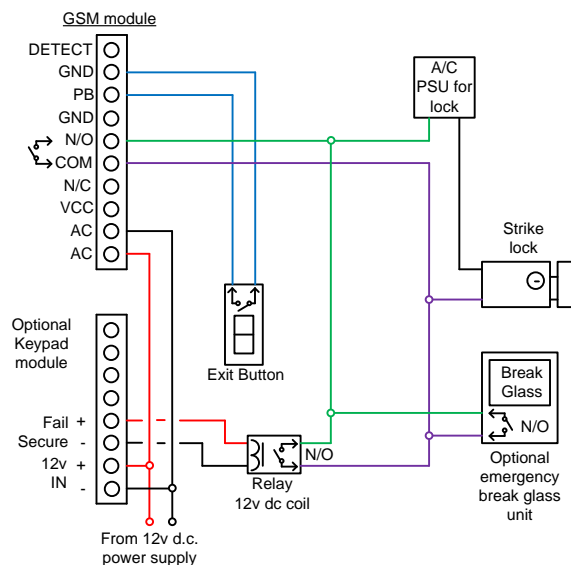 GSM module
DETECT
GND
PB
GND
N/O
COM
N/C
VCC
AC
AC
A/C
PSU for
lock
Strike
lock
Exit Button
Optional
Keypad
module
Fail +
Secure -
12v +
IN -
N/O
Relay
12v dc coil
Break
Glass
N/O
Optional
emergency
break glass
unit
From 12v d.c.
power supply